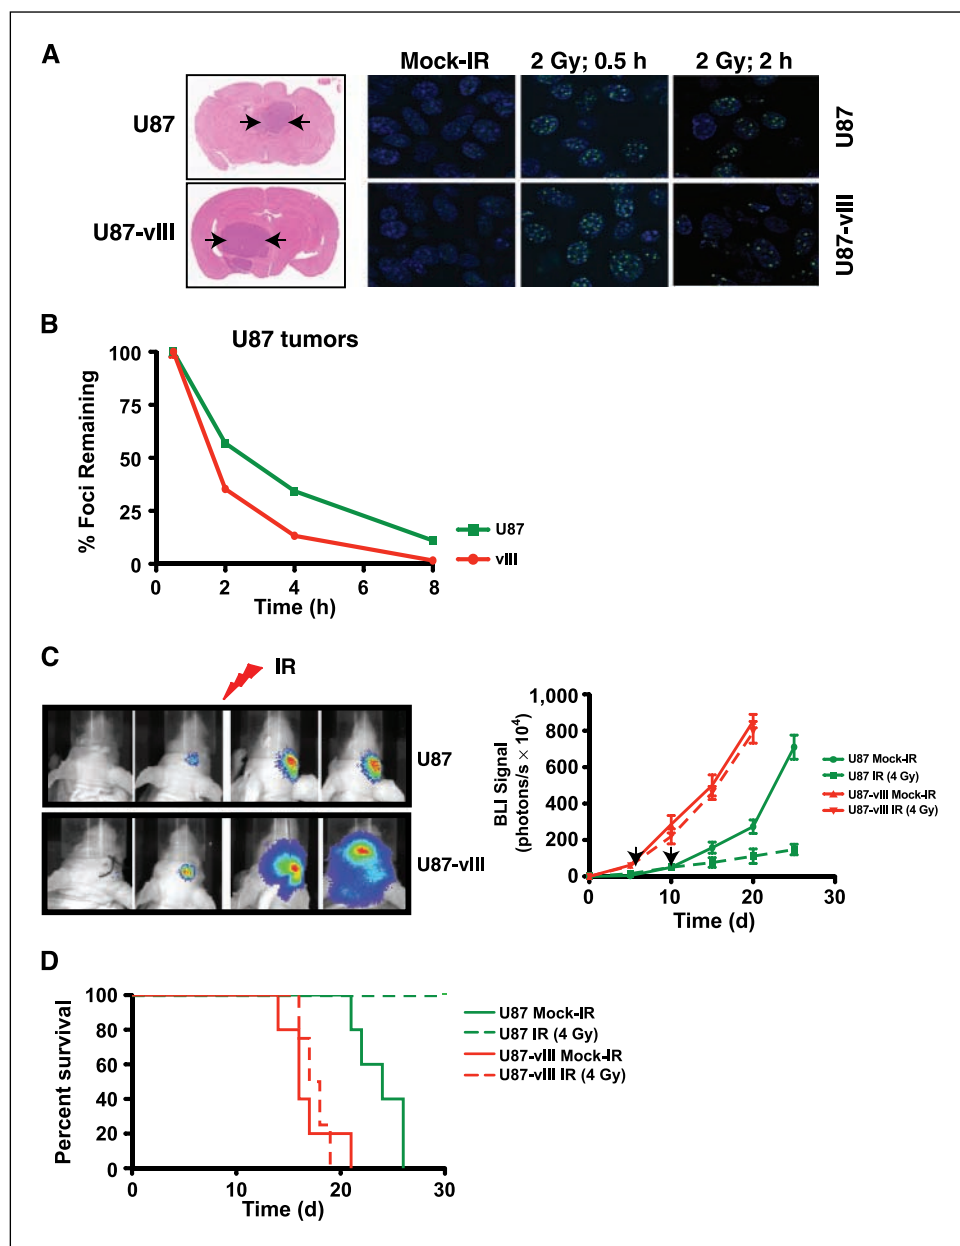 A
Mock-IR 2 Gy; 0.5 h 2 Gy; 2 h
U87
U87
U87-vIII
U87-vIII
B
U87 tumors
% Foci Remaining
100
75
50
25
0
0 2 4 6 8
Time (h)
U87
vIII
C
IR
U87
U87-vIII
BLI Signal
(photons/s × 10⁴)
1,000
800
600
400
200
0
0 10 20 30
Time (d)
U87 Mock-IR
U87 IR (4 Gy)
U87-vIII Mock-IR
U87-vIII IR (4 Gy)
D
Percent survival
100
80
60
40
20
0
0 10 20 30
Time (d)
U87 Mock-IR
U87 IR (4 Gy)
U87-vIII Mock-IR
U87-vIII IR (4 Gy)